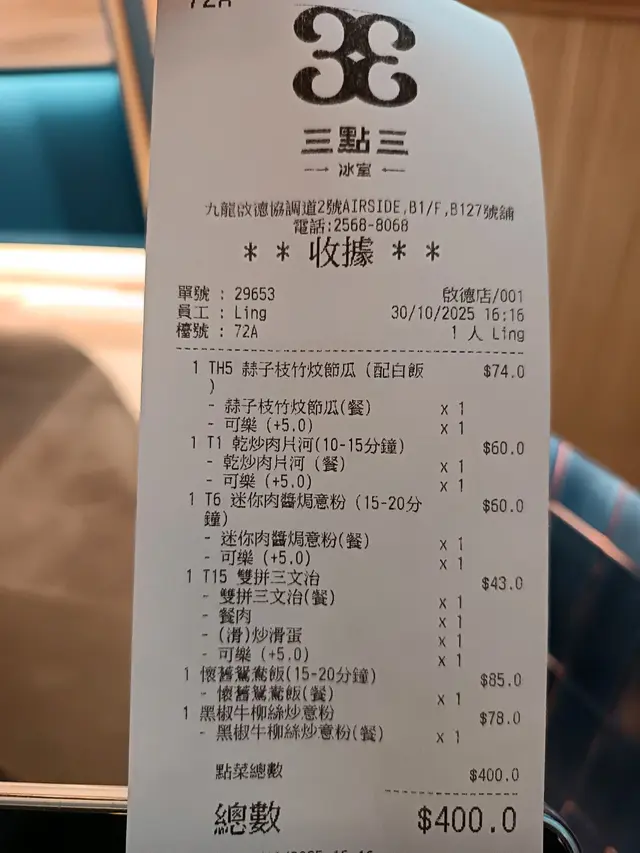 72A
三點三
冰室
九龍啟德協調道2號AIRSIDE,B1/F,B127號舖
電話:2568-8068
* * 收據 * *
單號 : 29653 啟德店/001
員工 : Ling 30/10/2025 16:16
檯號 : 72A 1 人 Ling
1 TH5 蒜子枝竹炆節瓜 (配白飯 $74.0
)
- 蒜子枝竹炆節瓜(餐) x 1
- 可樂 (+5.0) x 1
1 T1 乾炒肉片河(10-15分鐘) $60.0
- 乾炒肉片河 (餐) x 1
- 可樂 (+5.0) x 1
1 T6 迷你肉醬焗意粉 (15-20分 $60.0
鐘)
- 迷你肉醬焗意粉(餐) x 1
- 可樂 (+5.0) x 1
1 T15 雙拼三文治 $43.0
- 雙拼三文治(餐) x 1
- 餐肉 x 1
- (滑)炒滑蛋 x 1
- 可樂 (+5.0) x 1
1 懷舊鴛鴦飯(15-20分鐘) $85.0
- 懷舊鴛鴦飯(餐) x 1
1 黑椒牛柳絲炒意粉 $78.0
- 黑椒牛柳絲炒意粉(餐) x 1
點菜總數 $400.0
總數 $400.0